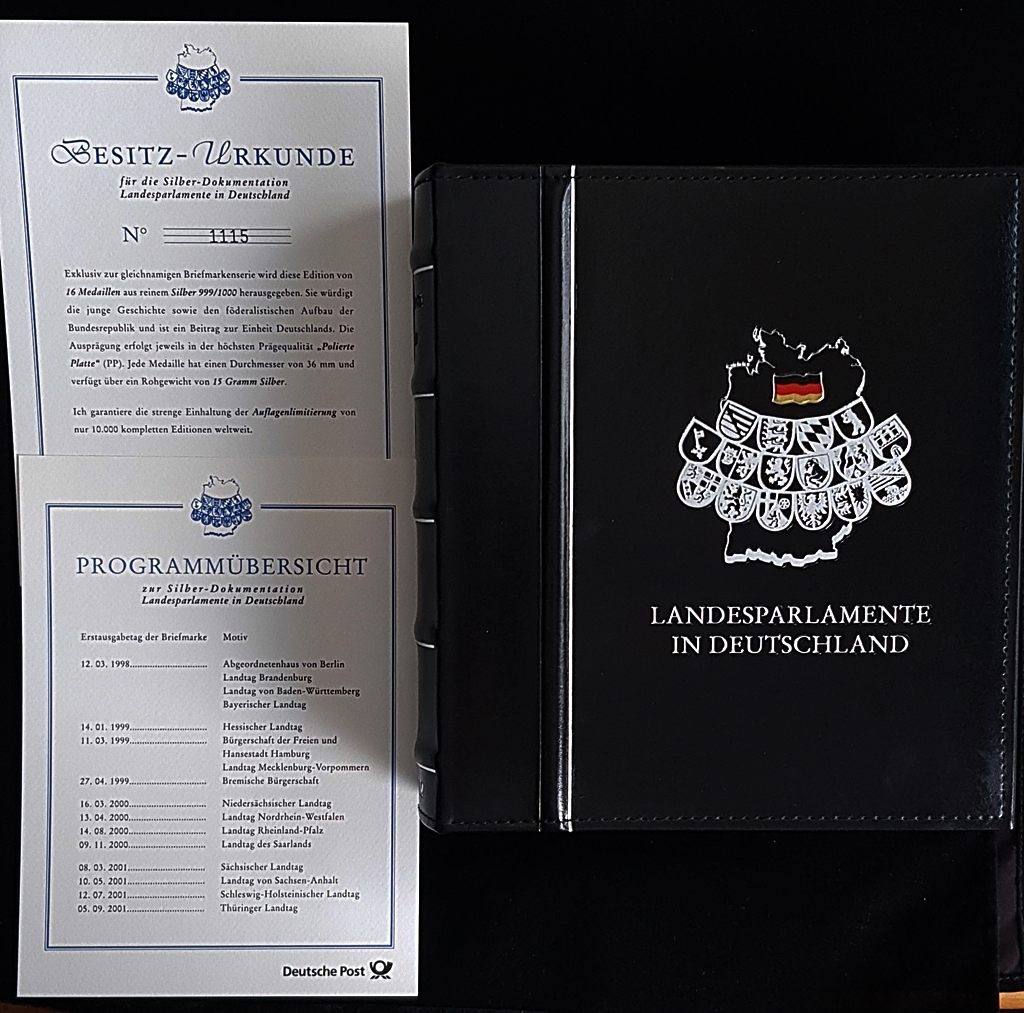 BESITZ-URKUNDE
für die Silber-Dokumentation
Landesparlamente in Deutschland
N° 1115
Exklusiv zur gleichnamigen Briefmarkenserie wird diese Edition von
16 Medaillen aus reinem Silber 999/1000 herausgegeben. Sie würdigt
die junge Geschichte sowie den föderalistischen Aufbau der
Bundesrepublik und ist ein Beitrag zur Einheit Deutschlands. Die
Ausprägung erfolgt jeweils in der höchsten Prägequalität „Polierte
Platte“ (PP). Jede Medaille hat einen Durchmesser von 36 mm und
verfügt über ein Rohgewicht von 15 Gramm Silber.
Ich garantiere die strenge Einhaltung der Auflagenlimitierung von
nur 10.000 kompletten Editionen weltweit.
PROGRAMMÜBERSICHT
zur Silber-Dokumentation
Landesparlamente in Deutschland
Erstausgabetag der Briefmarke Motiv
12. 03. 1998............................ Abgeordnetenhaus von Berlin
Landtag Brandenburg
Landtag von Baden-Württemberg
Bayerischer Landtag
14. 01. 1999............................ Hessischer Landtag
11. 03. 1999............................ Bürgerschaft der Freien und
Hansestadt Hamburg
Landtag Mecklenburg-Vorpommern
27. 04. 1999............................ Bremische Bürgerschaft
16. 03. 2000............................ Niedersächsischer Landtag
13. 04. 2000............................ Landtag Nordrhein-Westfalen
14. 08. 2000............................ Landtag Rheinland-Pfalz
09. 11. 2000............................ Landtag des Saarlands
08. 03. 2001............................ Sächsischer Landtag
10. 05. 2001............................ Landtag von Sachsen-Anhalt
12. 07. 2001............................ Schleswig-Holsteinischer Landtag
05. 09. 2001............................ Thüringer Landtag
Deutsche Post
LANDESPARLAMENTE
IN DEUTSCHLAND